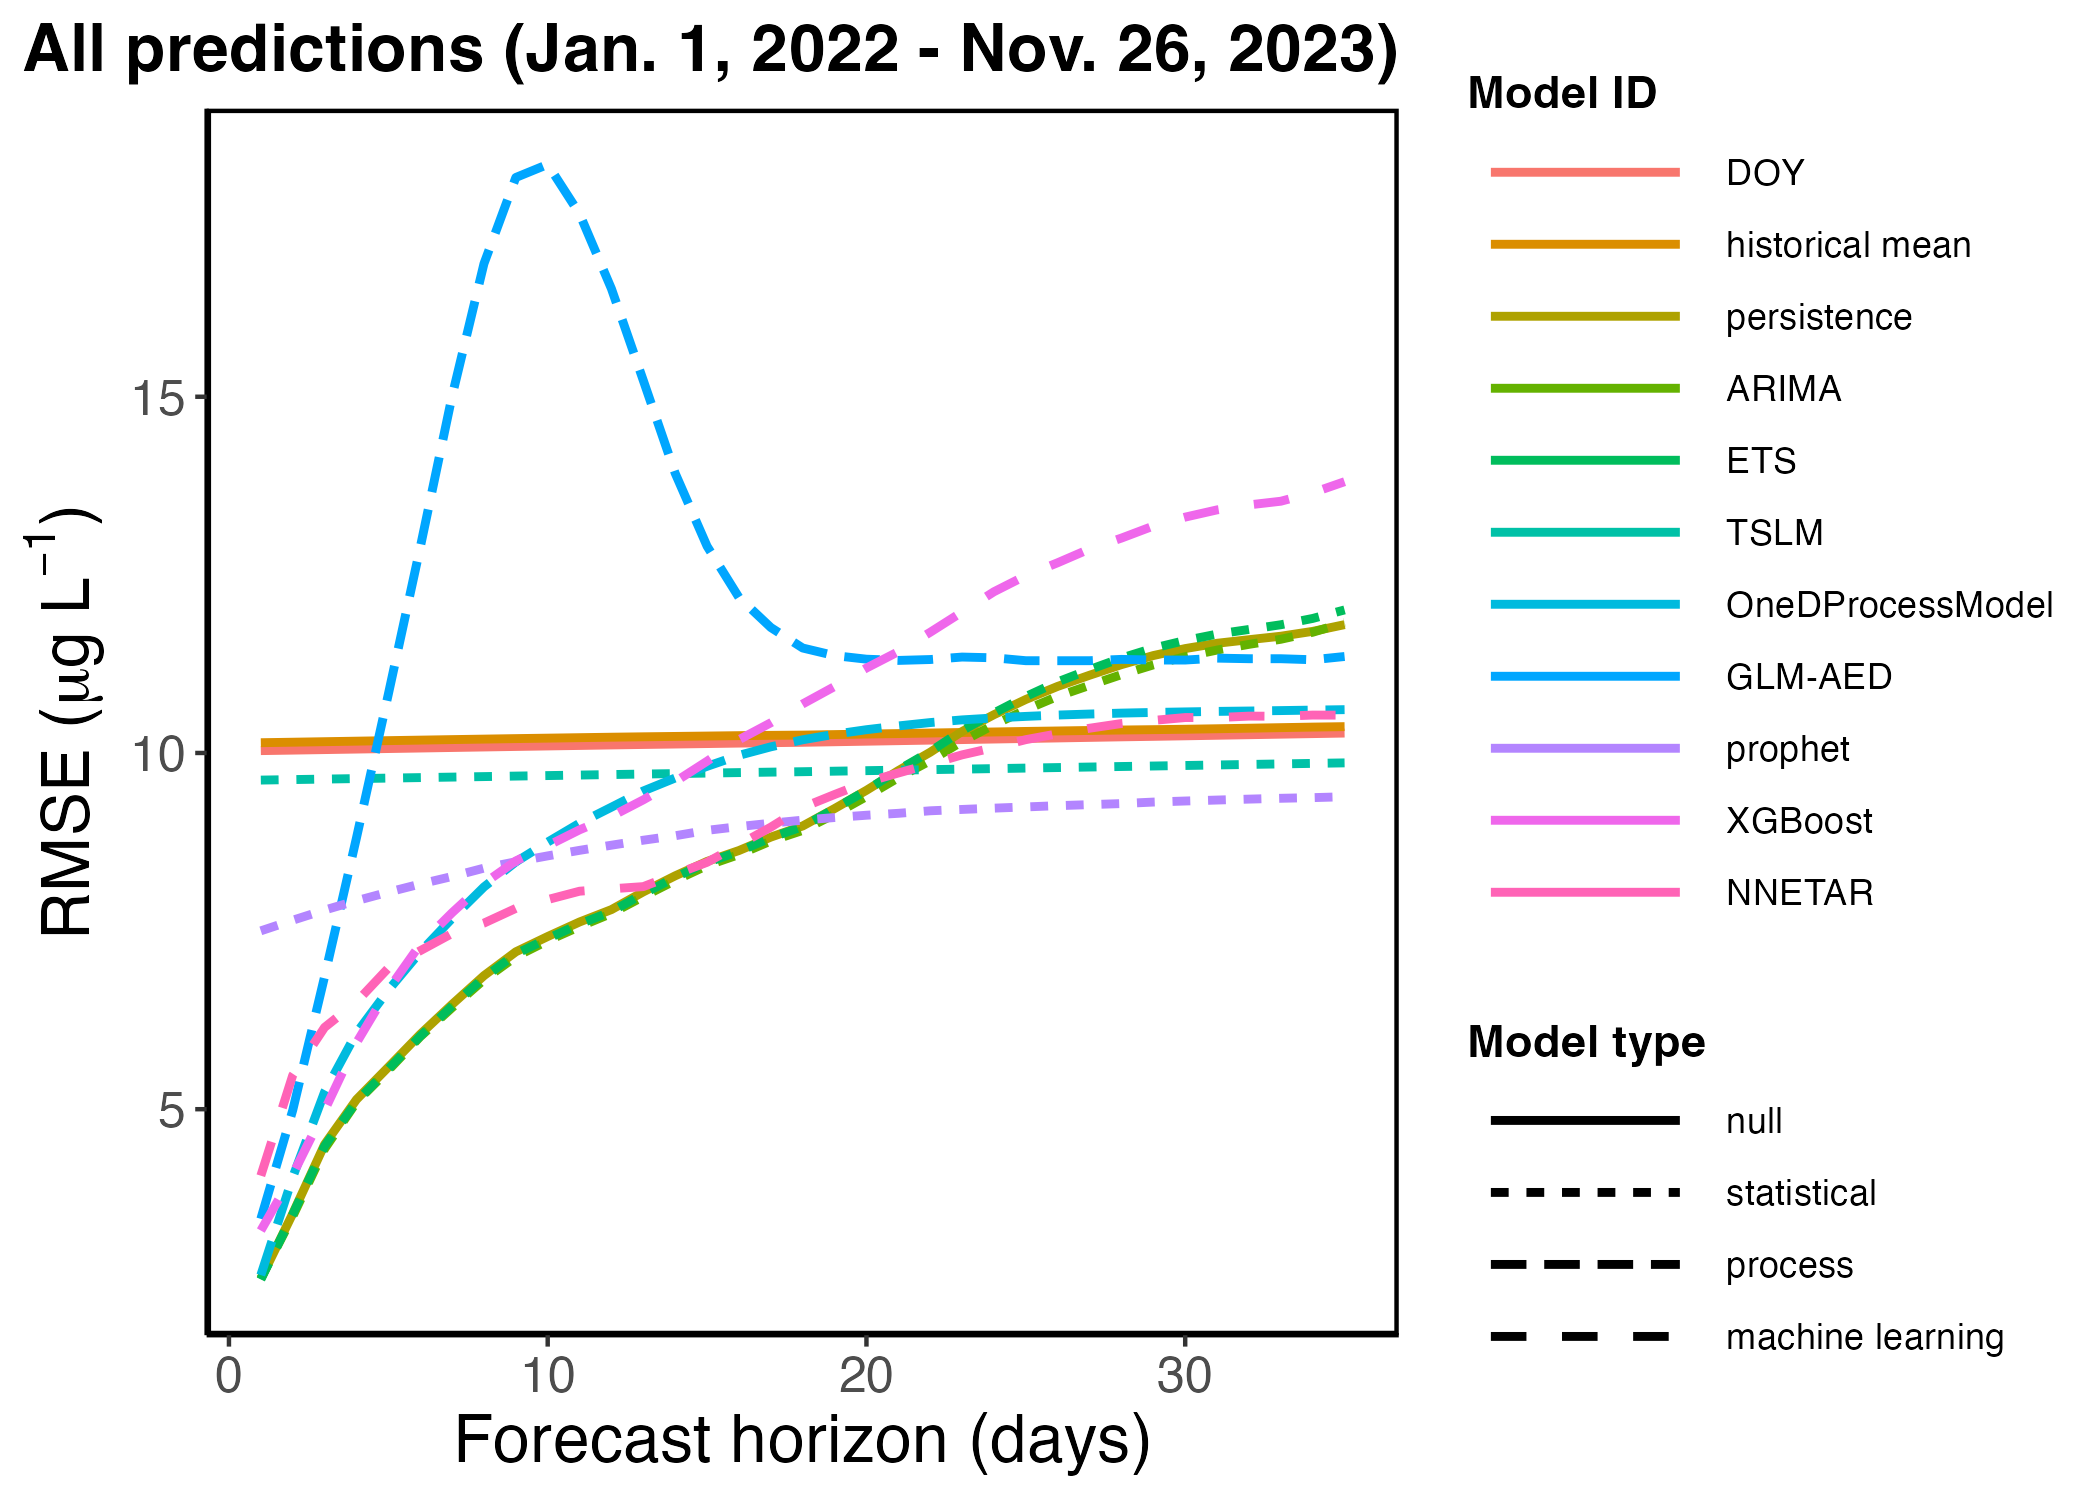 All predictions (Jan. 1, 2022 - Nov. 26, 2023)
RMSE (µg L⁻¹)
15
10
5
0
10
20
30
Forecast horizon (days)
Model ID
DOY
historical mean
persistence
ARIMA
ETS
TSLM
OneDProcessModel
GLM-AED
prophet
XGBoost
NNETAR
Model type
null
statistical
process
machine learning